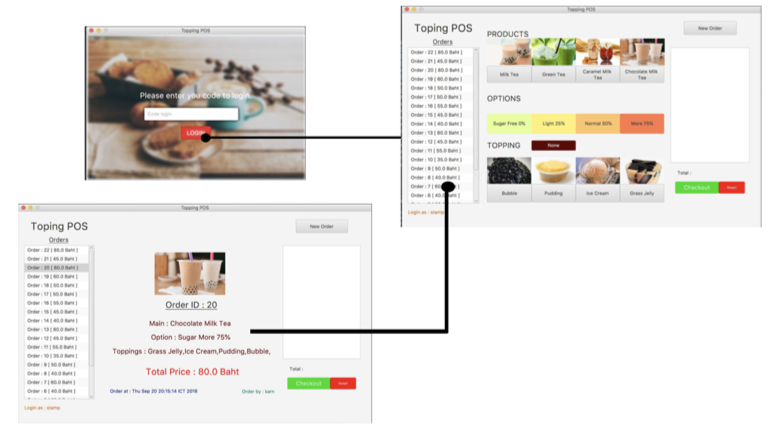 Topping POS
Please enter you code to login
Code login
LOGIN
Topping POS
Toping POS
Orders
Order : 22 [ 60.0 Baht ]
Order : 21 [ 45.0 Baht ]
Order : 20 [ 80.0 Baht ]
Order : 19 [ 60.0 Baht ]
Order : 18 [ 50.0 Baht ]
Order : 17 [ 50.0 Baht ]
Order : 16 [ 55.0 Baht ]
Order : 15 [ 45.0 Baht ]
Order : 14 [ 40.0 Baht ]
Order : 13 [ 80.0 Baht ]
Order : 12 [ 45.0 Baht ]
Order : 11 [ 55.0 Baht ]
Order : 10 [ 35.0 Baht ]
Order : 9 [ 50.0 Baht ]
Order : 8 [ 40.0 Baht ]
Order : 7 [
Order : 6 [ 40.0 Baht ]
Login as : stamp
PRODUCTS
Milk Tea
Green Tea
Caramel Milk Tea
Chocolate Milk Tea
OPTIONS
Sugar Free 0%
Light 25%
Normal 50%
More 75%
TOPPING
None
Bubble
Pudding
Ice Cream
Grass Jelly
New Order
Total :
Checkout
Reset
Topping POS
Toping POS
Orders
Order : 22 [ 60.0 Baht ]
Order : 21 [ 45.0 Baht ]
Order : 20 [ 80.0 Baht ]
Order : 19 [ 60.0 Baht ]
Order : 18 [ 50.0 Baht ]
Order : 17 [ 50.0 Baht ]
Order : 16 [ 55.0 Baht ]
Order : 15 [ 45.0 Baht ]
Order : 14 [ 40.0 Baht ]
Order : 13 [ 80.0 Baht ]
Order : 12 [ 45.0 Baht ]
Order : 11 [ 55.0 Baht ]
Order : 10 [ 35.0 Baht ]
Order : 9 [ 50.0 Baht ]
Order : 8 [ 40.0 Baht ]
Order : 7 [ 60.0 Baht ]
Order : 6 [ 40.0 Baht ]
Login as : stamp
Order ID : 20
Main : Chocolate Milk Tea
Option : Sugar More 75%
Toppings : Grass Jelly,Ice Cream,Pudding,Bubble,
Total Price : 80.0 Baht
Order at : Thu Sep 20 20:15:14 ICT 2018
Order by : karn
New Order
Total :
Checkout
Reset